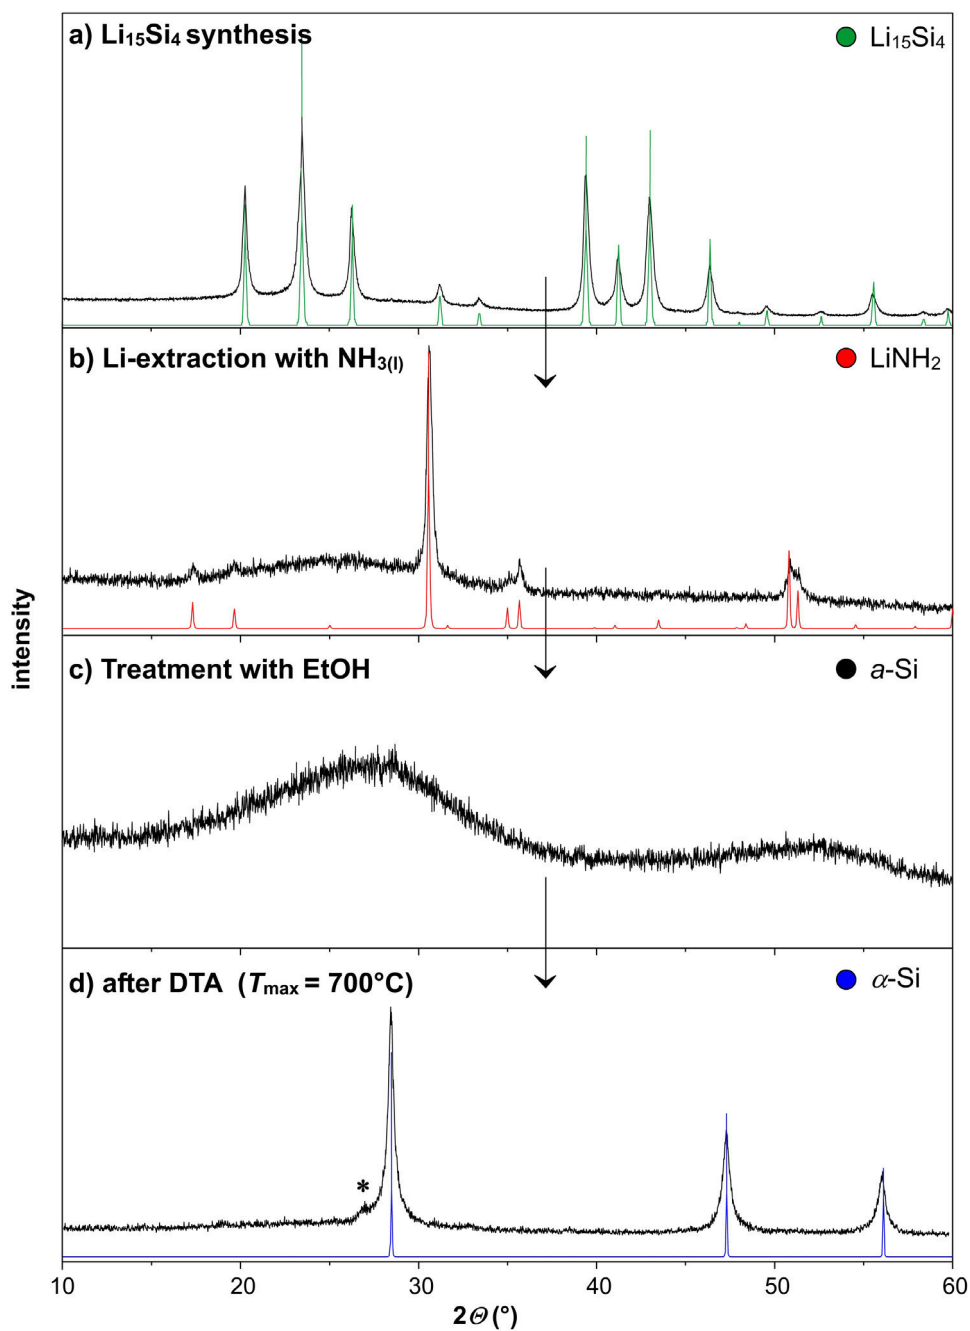 a) Li₁₅Si₄ synthesis
Li₁₅Si₄
b) Li-extraction with NH₃₍ₗ₎
LiNH₂
intensity
c) Treatment with EtOH
a-Si
d) after DTA (Tₘₐₓ = 700°C)
α-Si
*
10 20 30 40 50 60
2Θ (°)